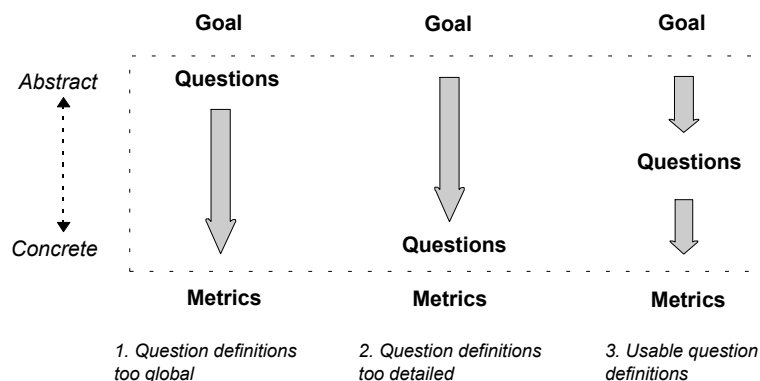 Goal Goal Goal
Abstract Questions
Questions
Concrete Questions
Metrics Metrics Metrics
1. Question definitions 2. Question definitions 3. Usable question
too global too detailed definitions